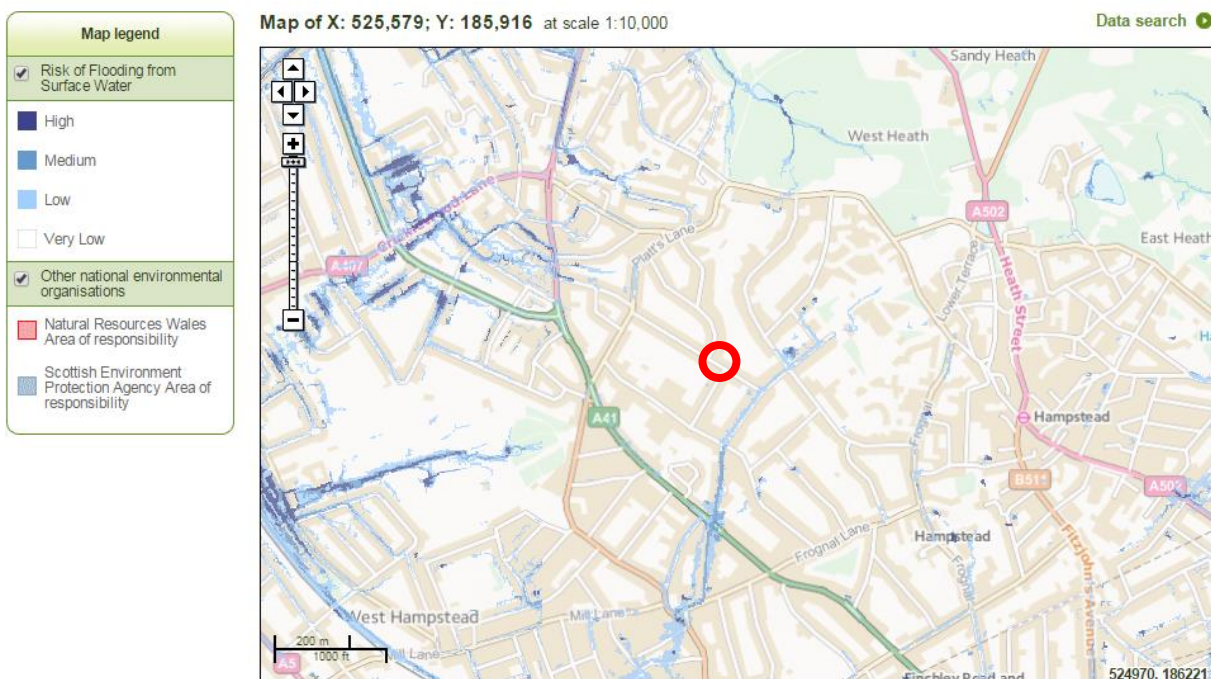 Map legend
Risk of Flooding from
Surface Water
High
Medium
Low
Very Low
Other national environmental
organisations
Natural Resources Wales
Area of responsibility
Scottish Environment
Protection Agency Area of
responsibility
Map of X: 525,579; Y: 185,916 at scale 1:10,000
Data search
Sandy Heath
West Heath
Cricklewood Lane
A407
Platt's Lane
A502
East Heath
Lower Terrace
Heath Street
A41
Frognal
Hampstead
B511
A502
Frognal Lane
Hampstead
Frognal
Fitzjohn's Avenue
West Hampstead
Mill Lane
200 m
1000 ft
A5
Mill Lane
Finchley Road and
524970, 186221